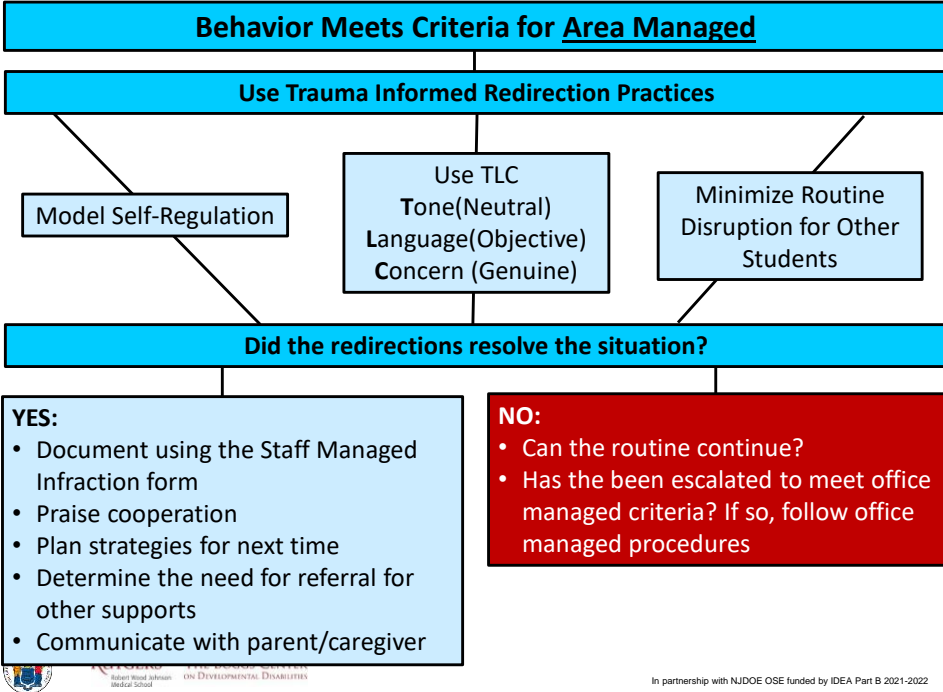 Behavior Meets Criteria for Area Managed
Use Trauma Informed Redirection Practices
Model Self-Regulation
Use TLC
Tone(Neutral)
Language(Objective)
Concern (Genuine)
Minimize Routine
Disruption for Other
Students
Did the redirections resolve the situation?
YES:
• Document using the Staff Managed
Infraction form
• Praise cooperation
• Plan strategies for next time
• Determine the need for referral for
other supports
• Communicate with parent/caregiver
NO:
• Can the routine continue?
• Has the been escalated to meet office
managed criteria? If so, follow office
managed procedures
Robert Wood Johnson
Medical School
ON DEVELOPMENTAL DISABILITIES
In partnership with NJDOE OSE funded by IDEA Part B 2021-2022